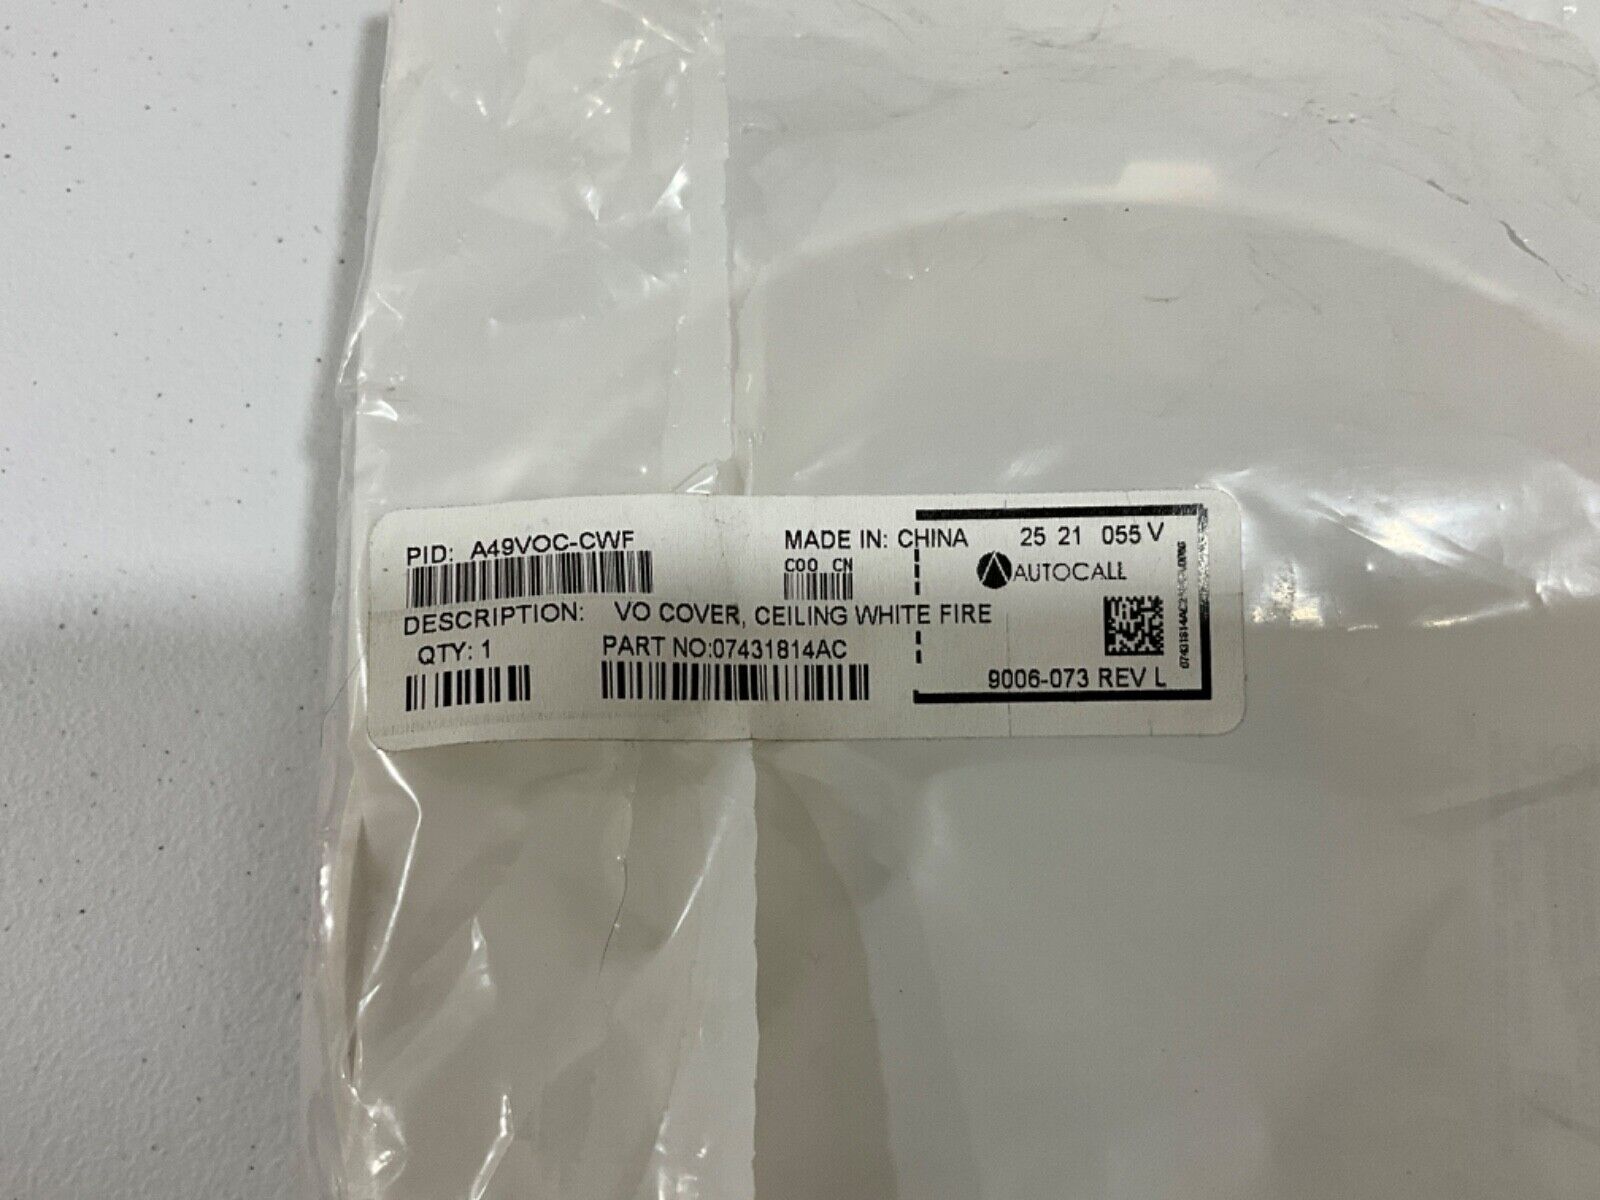 PID: A49VOC-CWF
MADE IN: CHINA
25 21 055 V
COO CN
AUTOCALL
DESCRIPTION: VO COVER, CEILING WHITE FIRE
QTY: 1
PART NO:07431814AC
9006-073 REV L